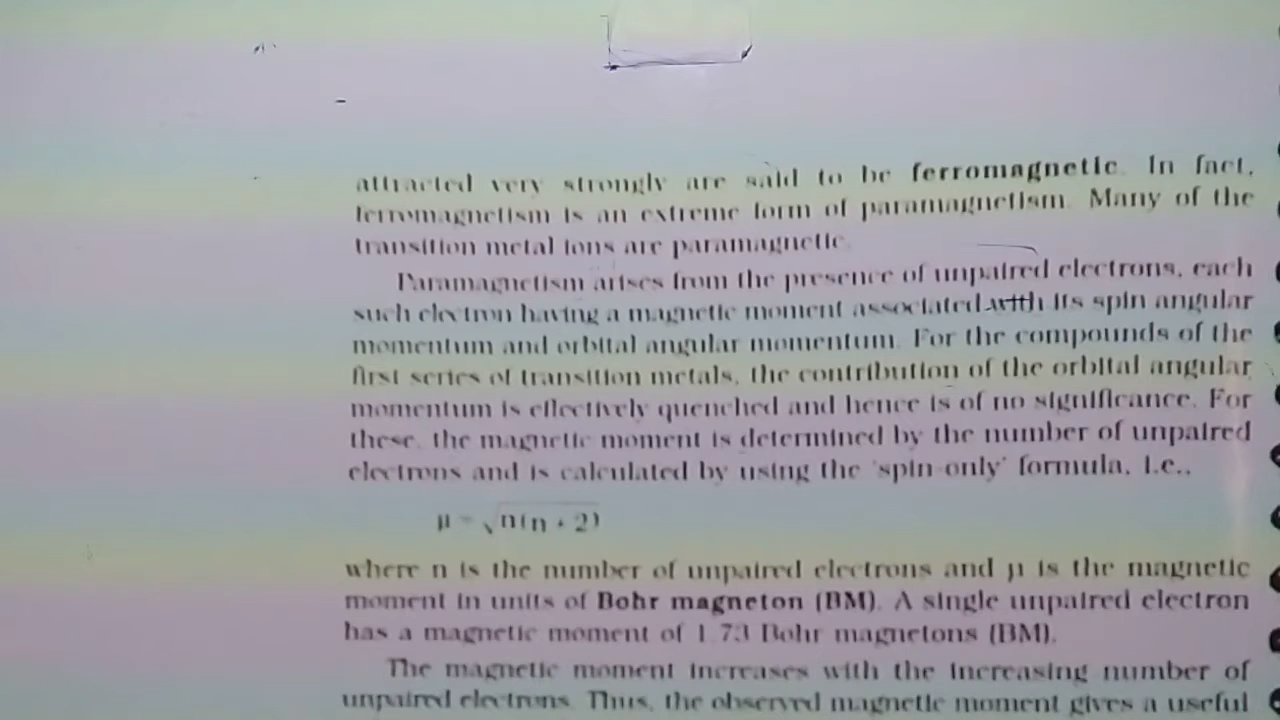 attracted very strongly are said to be ferromagnetic. In fact,
ferromagnetism is an extreme form of paramagnetism. Many of the
transition metal ions are paramagnetic.
Paramagnetism arises from the presence of unpaired electrons, each
such electron having a magnetic moment associated with its spin angular
momentum and orbital angular momentum. For the compounds of the
first series of transition metals, the contribution of the orbital angular
momentum is effectively quenched and hence is of no significance. For
these, the magnetic moment is determined by the number of unpaired
electrons and is calculated by using the 'spin-only' formula, i.e.,
μ = √n(n + 2)
where n is the number of unpaired electrons and μ is the magnetic
moment in units of Bohr magneton (BM). A single unpaired electron
has a magnetic moment of 1.73 Bohr magnetons (BM).
The magnetic moment increases with the increasing number of
unpaired electrons. Thus, the observed magnetic moment gives a useful